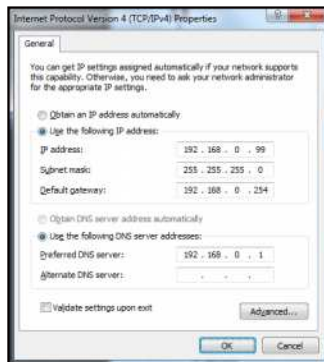 Internet Protocol Version 4 (TCP/IPv4) Properties
General
You can get IP settings assigned automatically if your network supports
this capability. Otherwise, you need to ask your network administrator
for the appropriate IP settings.
Obtain an IP address automatically
Use the following IP address:
IP address: 192 . 168 . 0 . 99
Subnet mask: 255 . 255 . 255 . 0
Default gateway: 192 . 168 . 0 . 254
Obtain DNS server address automatically
Use the following DNS server addresses:
Preferred DNS server: 192 . 168 . 0 . 1
Alternate DNS server: . . .
Validate settings upon exit
Advanced...
OK Cancel